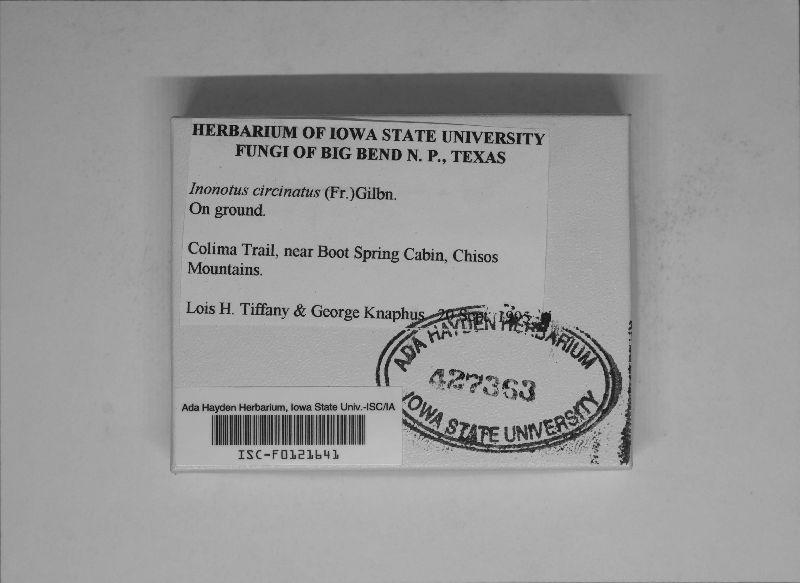 HERBARIUM OF IOWA STATE UNIVERSITY
FUNGI OF BIG BEND N. P., TEXAS
Inonotus circinatus (Fr.)Gilbn.
On ground.
Colima Trail, near Boot Spring Cabin, Chisos
Mountains.
Lois H. Tiffany & George Knaphus 20 Sept. 1995
ADA HAYDEN HERBARIUM
427363
IOWA STATE UNIVERSITY
Ada Hayden Herbarium, Iowa State Univ.-ISC/IA
ISC-F0121641